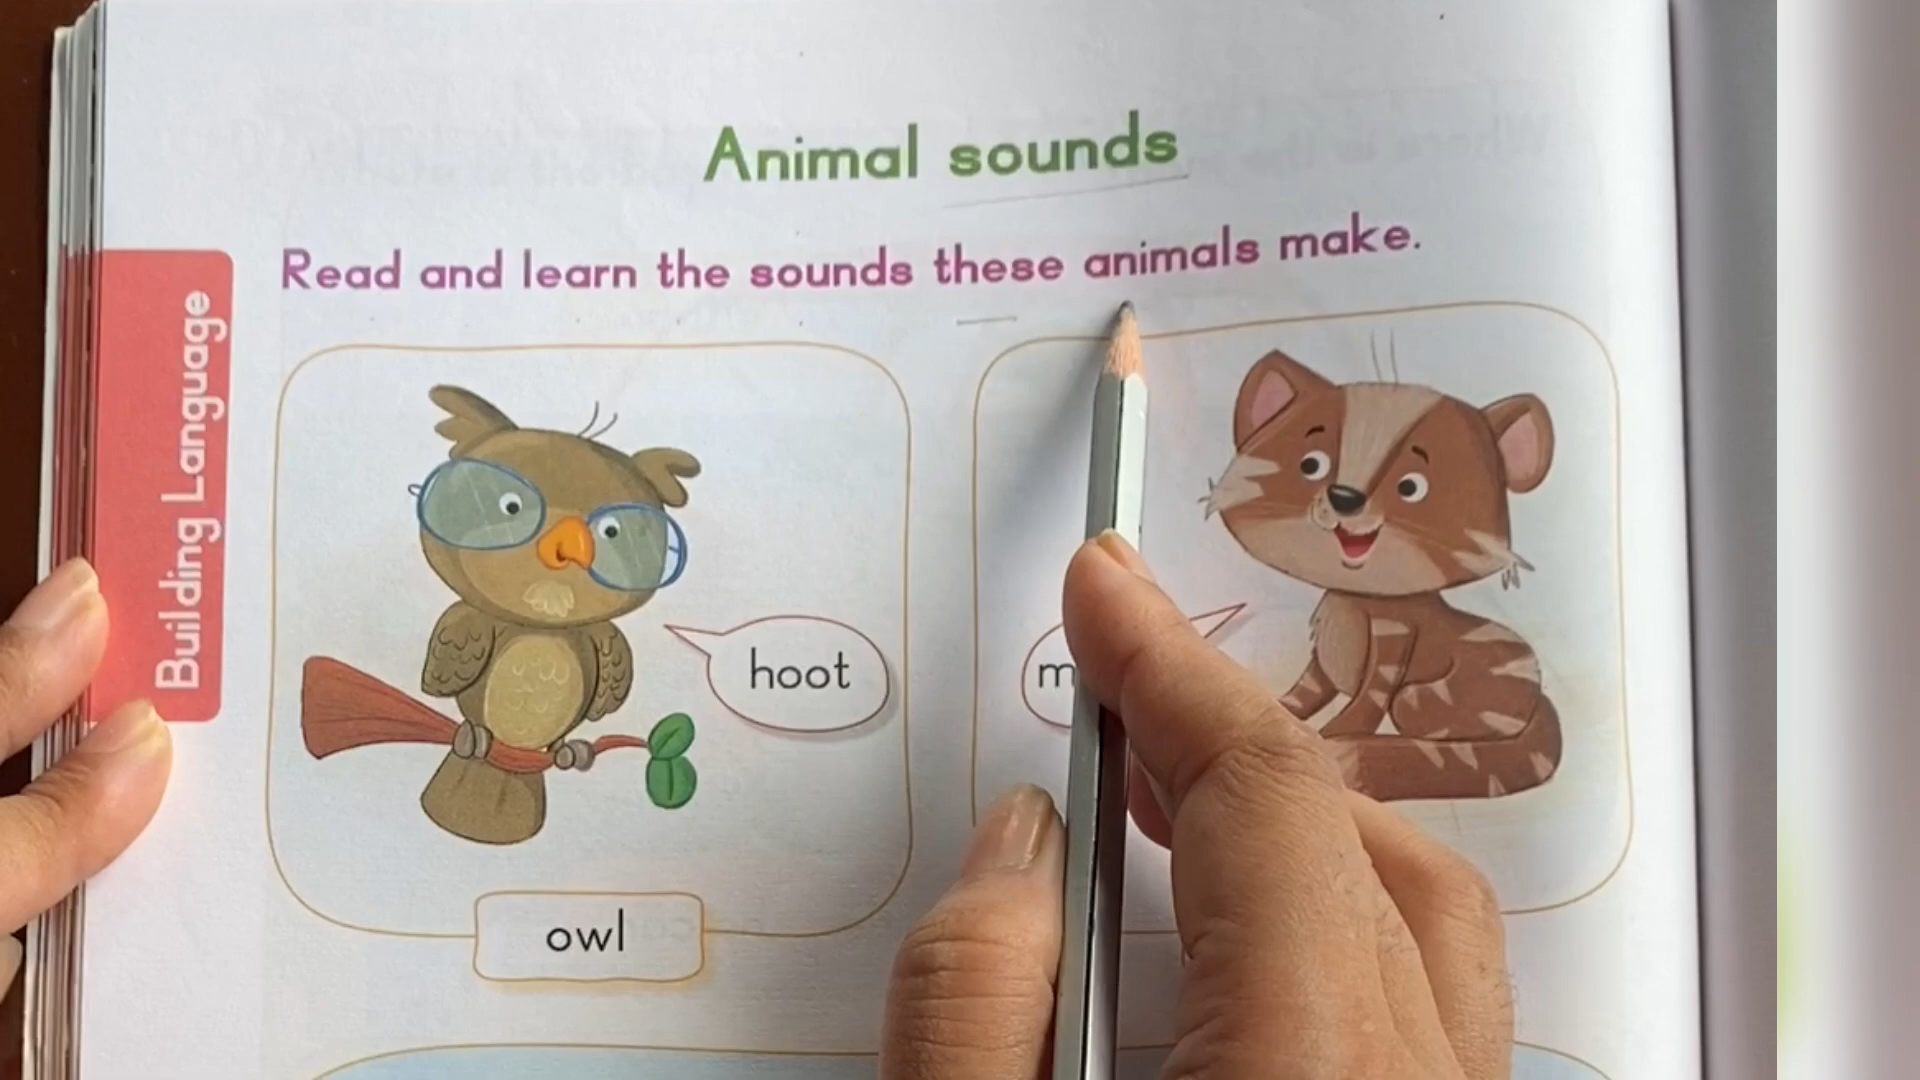 Animal sounds
Read and learn the sounds these animals make.
Building Language
hoot
owl